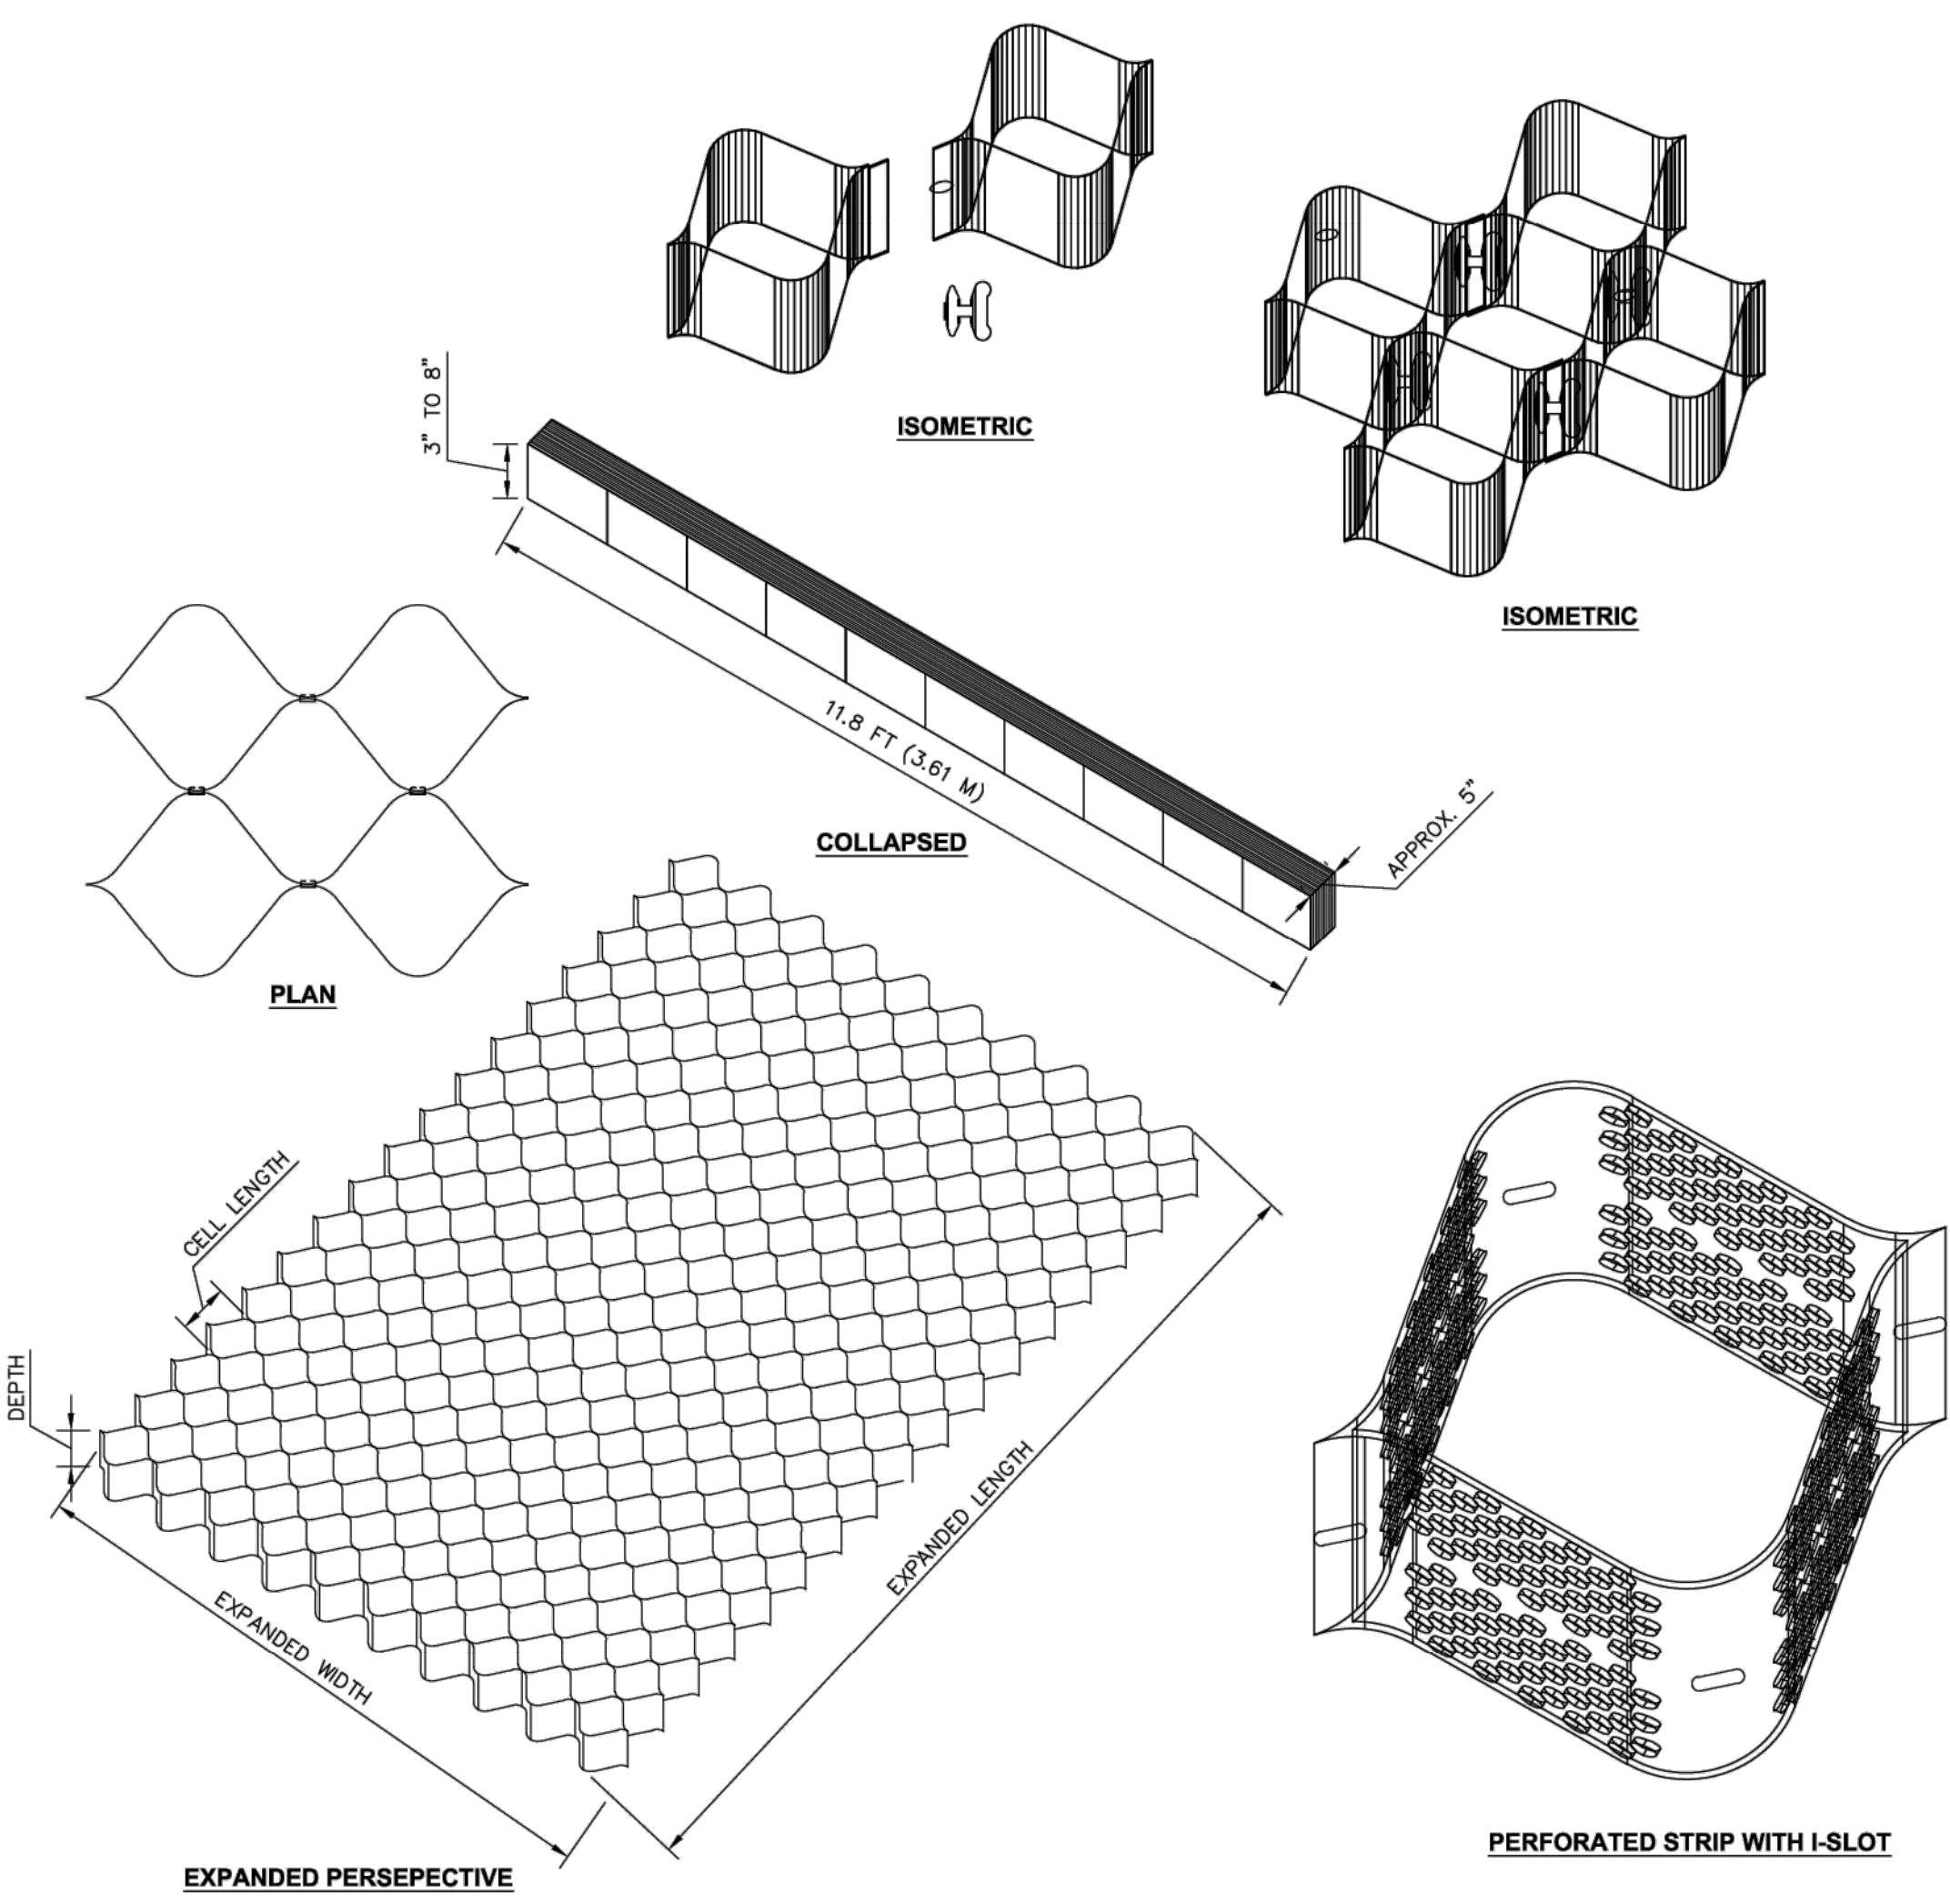 3” TO 8”
ISOMETRIC
ISOMETRIC
11.8 FT (3.61 M)
APPROX. 5”
COLLAPSED
PLAN
CELL LENGTH
DEPTH
EXPANDED WIDTH
EXPANDED LENGTH
EXPANDED PERSEPECTIVE
PERFORATED STRIP WITH I-SLOT